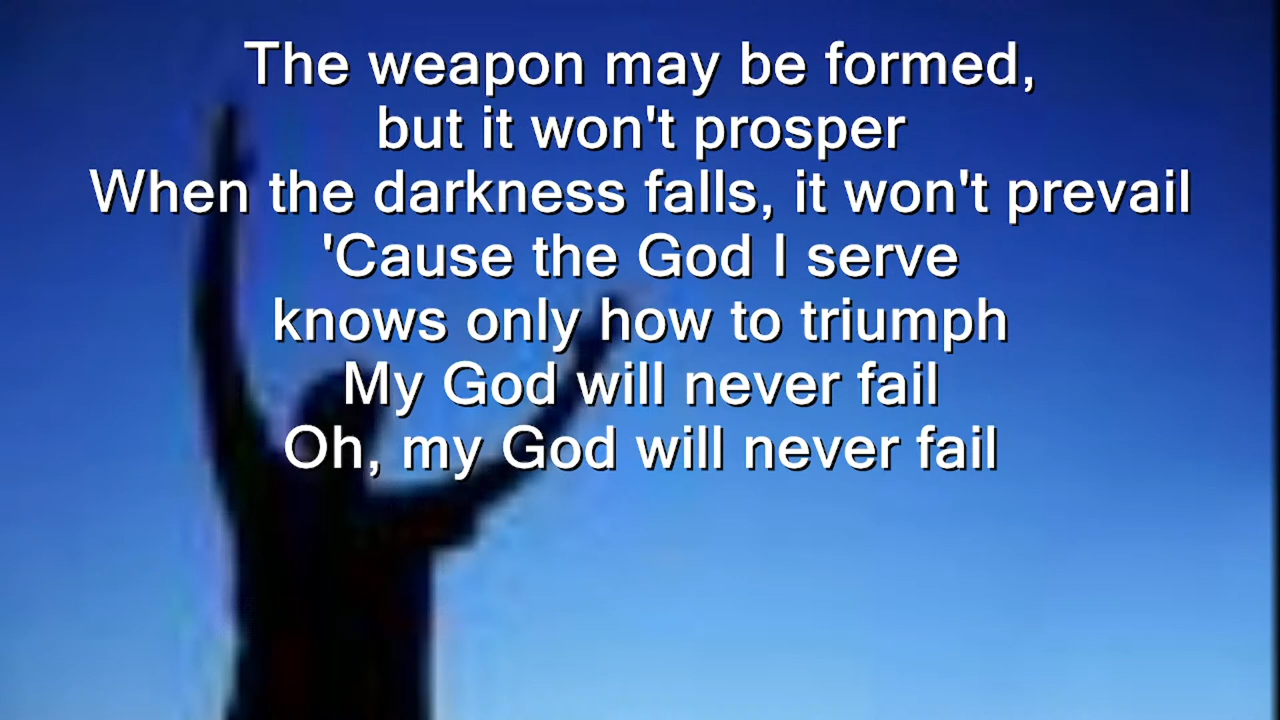 The weapon may be formed,
but it won't prosper
When the darkness falls, it won't prevail
'Cause the God I serve
knows only how to triumph
My God will never fail
Oh, my God will never fail